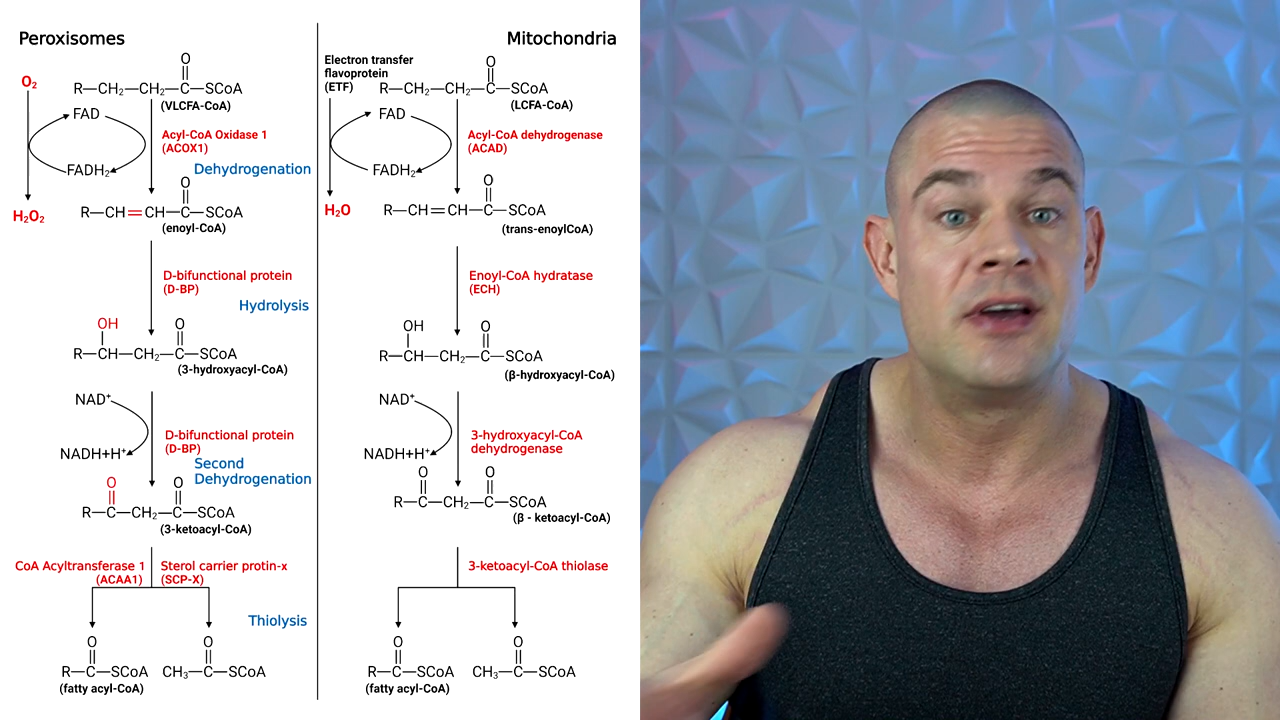 Peroxisomes
O₂
R—CH₂—CH₂—C—SCoA
O
(VLCFA-CoA)
FAD
Acyl-CoA Oxidase 1
(ACOX1)
FADH₂
Dehydrogenation
H₂O₂
O
R—CH=CH—C—SCoA
(enoyl-CoA)
D-bifunctional protein
(D-BP)
Hydrolysis
OH
O
R—CH—CH₂—C—SCoA
(3-hydroxyacyl-CoA)
NAD⁺
D-bifunctional protein
(D-BP)
NADH+H⁺
Second
Dehydrogenation
O
O
R—C—CH₂—C—SCoA
(3-ketoacyl-CoA)
CoA Acyltransferase 1
(ACAA1)
Sterol carrier protin-x
(SCP-X)
Thiolysis
O
R—C—SCoA
(fatty acyl-CoA)
O
CH₃—C—SCoA
Mitochondria
Electron transfer
flavoprotein
(ETF)
O
R—CH₂—CH₂—C—SCoA
(LCFA-CoA)
FAD
Acyl-CoA dehydrogenase
(ACAD)
FADH₂
H₂O
O
R—CH=CH—C—SCoA
(trans-enoylCoA)
Enoyl-CoA hydratase
(ECH)
OH
O
R—CH—CH₂—C—SCoA
(β-hydroxyacyl-CoA)
NAD⁺
3-hydroxyacyl-CoA
dehydrogenase
NADH+H⁺
O
O
R—C—CH₂—C—SCoA
(β - ketoacyl-CoA)
3-ketoacyl-CoA thiolase
O
R—C—SCoA
(fatty acyl-CoA)
O
CH₃—C—SCoA